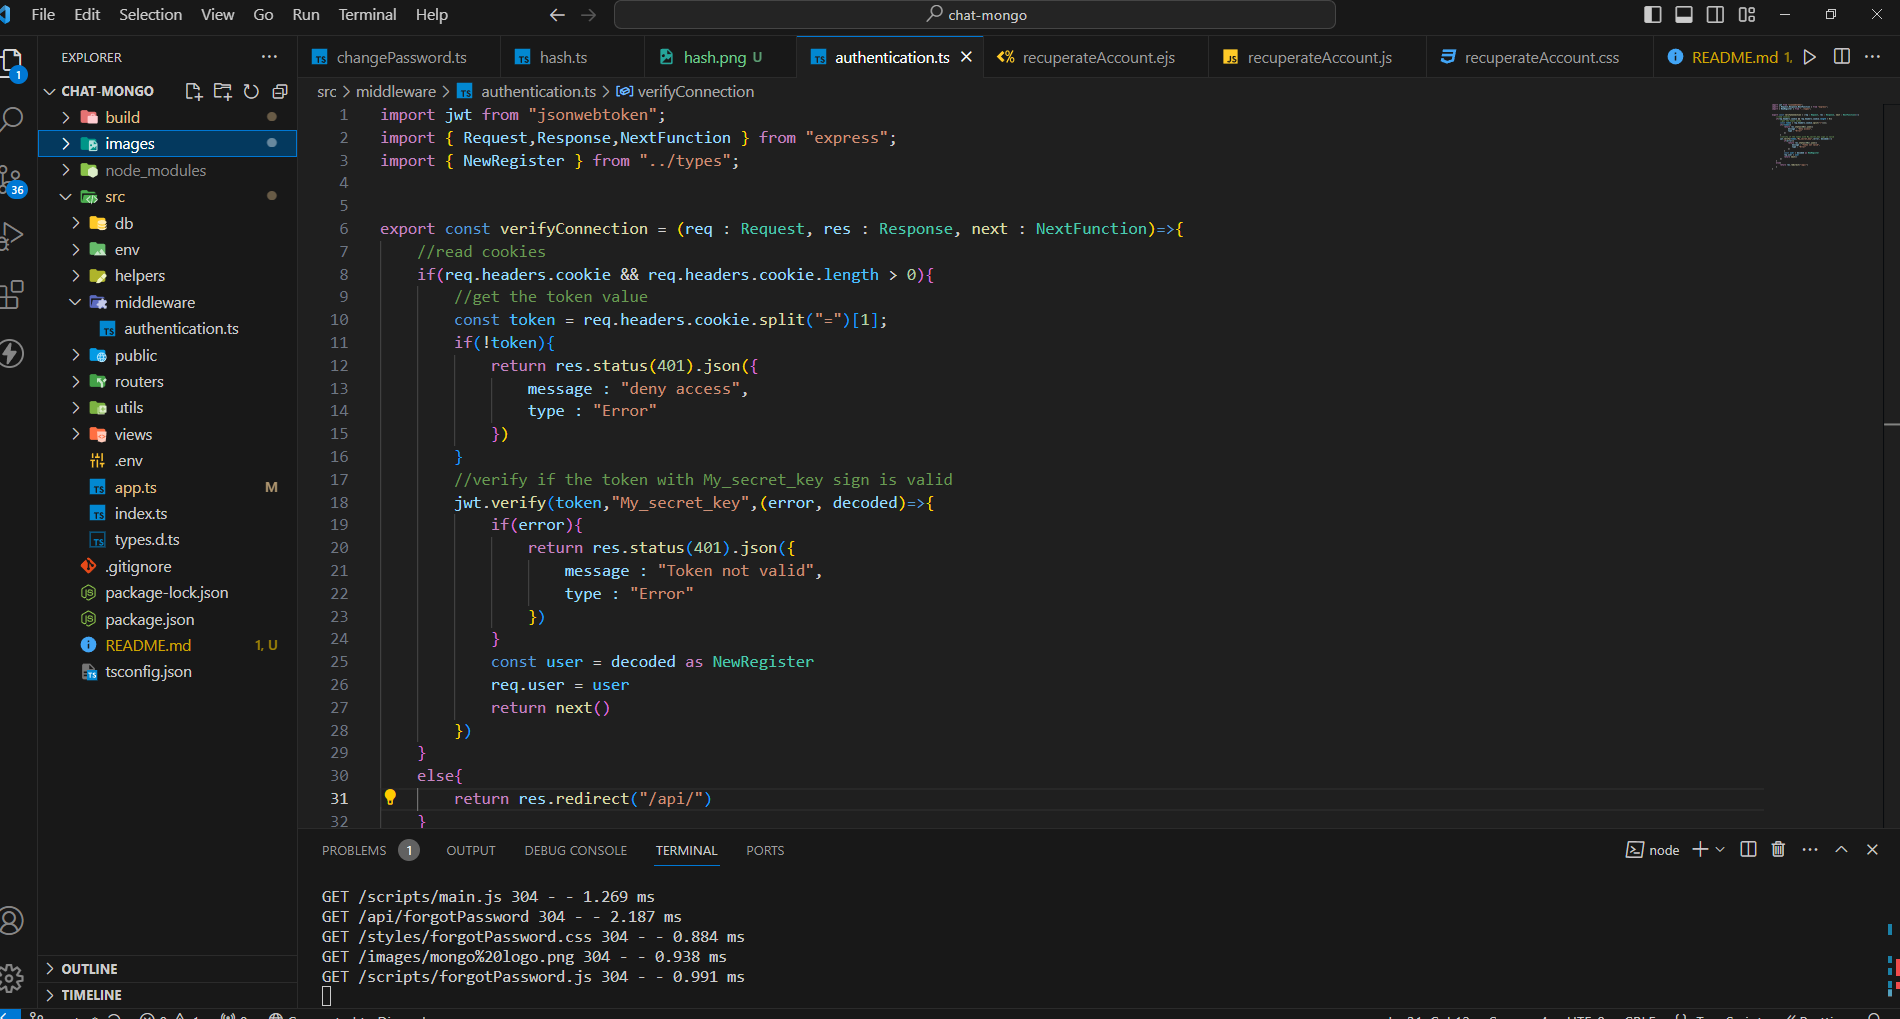 File Edit Selection View Go Run Terminal Help
chat-mongo
EXPLORER
changePassword.ts
hash.ts
hash.png U
authentication.ts
recuperateAccount.ejs
recuperateAccount.js
recuperateAccount.css
README.md 1,
1
36
CHAT-MONGO
build
images
node_modules
src
db
env
helpers
middleware
authentication.ts
public
routers
utils
views
.env
app.ts M
index.ts
types.d.ts
.gitignore
package-lock.json
package.json
README.md 1, U
tsconfig.json
OUTLINE
TIMELINE
src > middleware > authentication.ts > verifyConnection
1 import jwt from "jsonwebtoken";
2 import { Request,Response,NextFunction } from "express";
3 import { NewRegister } from "../types";
4
5
6 export const verifyConnection = (req : Request, res : Response, next : NextFunction)=>{
7 //read cookies
8 if(req.headers.cookie && req.headers.cookie.length > 0){
9 //get the token value
10 const token = req.headers.cookie.split("=")[1];
11 if(!token){
12 return res.status(401).json({
13 message : "deny access",
14 type : "Error"
15 })
16 }
17 //verify if the token with My_secret_key sign is valid
18 jwt.verify(token,"My_secret_key",(error, decoded)=>{
19 if(error){
20 return res.status(401).json({
21 message : "Token not valid",
22 type : "Error"
23 })
24 }
25 const user = decoded as NewRegister
26 req.user = user
27 return next()
28 })
29 }
30 else{
31 return res.redirect("/api/")
32 }
PROBLEMS 1 OUTPUT DEBUG CONSOLE TERMINAL PORTS
node
GET /scripts/main.js 304 - - 1.269 ms
GET /api/forgotPassword 304 - - 2.187 ms
GET /styles/forgotPassword.css 304 - - 0.884 ms
GET /images/mongo%20logo.png 304 - - 0.938 ms
GET /scripts/forgotPassword.js 304 - - 0.991 ms